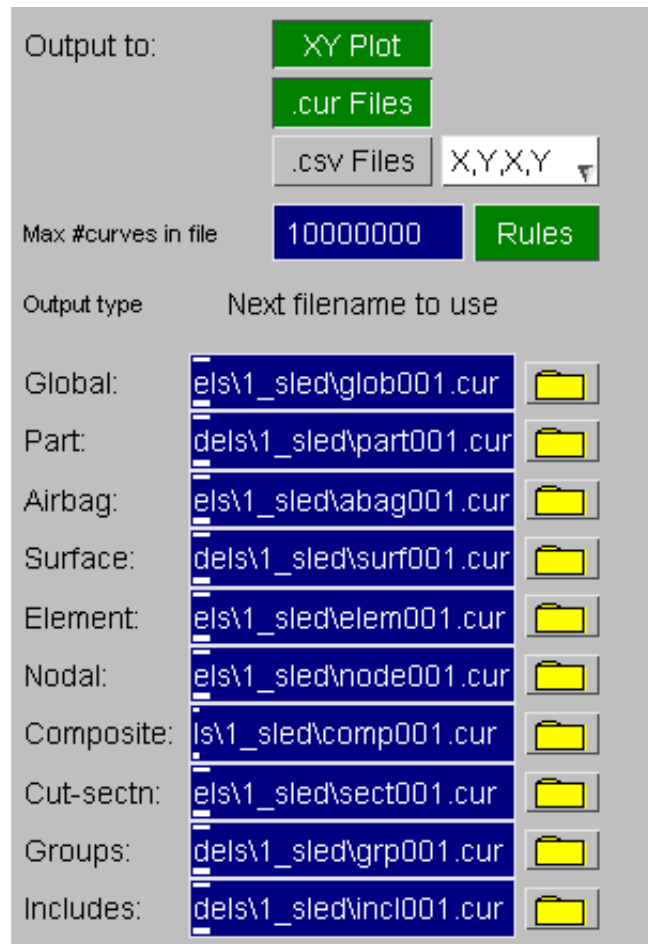 Output to: XY Plot
.cur Files
.csv Files X,Y,X,Y
Max #curves in file 10000000 Rules
Output type Next filename to use
Global: els\1_sled\glob001.cur
Part: dels\1_sled\part001.cur
Airbag: els\1_sled\abag001.cur
Surface: dels\1_sled\surf001.cur
Element: els\1_sled\elem001.cur
Nodal: els\1_sled\node001.cur
Composite: ls\1_sled\comp001.cur
Cut-sectn: els\1_sled\sect001.cur
Groups: dels\1_sled\grp001.cur
Includes: dels\1_sled\incl001.cur